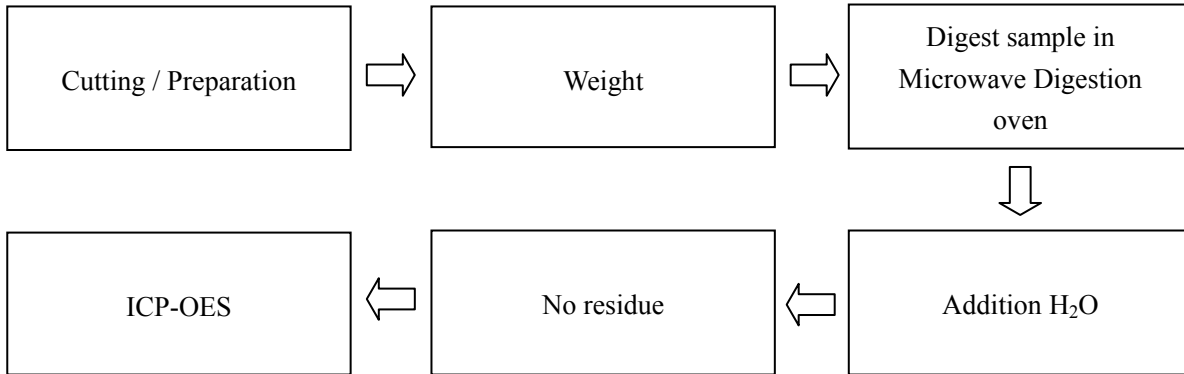 Cutting / Preparation
Weight
Digest sample in
Microwave Digestion
oven
Addition H₂O
No residue
ICP-OES